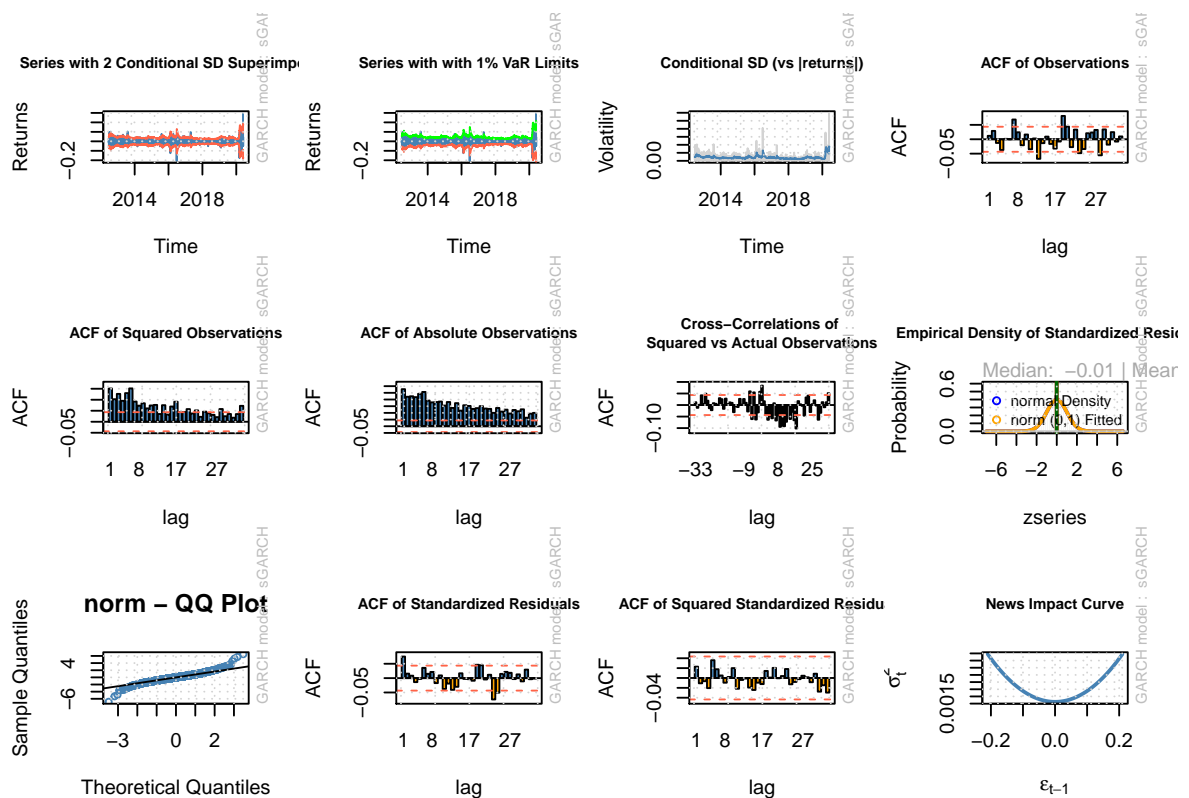 Series with 2 Conditional SD Superimp
Returns
−0.2
2014 2018
Time
GARCH model : sGAR
Series with with 1% VaR Limits
Returns
−0.2
2014 2018
Time
GARCH model : sGAR
Conditional SD (vs |returns|)
Volatility
0.00
2014 2018
Time
GARCH model : sGAR
ACF of Observations
ACF
−0.05
1 8 17 27
lag
GARCH model : sGAR
ACF of Squared Observations
ACF
−0.05
1 8 17 27
lag
GARCH model : sGARCH
ACF of Absolute Observations
ACF
−0.05
1 8 17 27
lag
GARCH model : sGARCH
Cross−Correlations of
Squared vs Actual Observations
ACF
−0.10
−33 −9 8 25
lag
GARCH model : sGARCH
Empirical Density of Standardized Resid
Median: −0.01 | Mean
Probability
0.0 0.6
normal Density
norm (0,1) Fitted
−6 −2 2 6
zseries
GARCH model : sGARCH
norm − QQ Plot
Sample Quantiles
−6 4
−3 0 2
Theoretical Quantiles
GARCH model : sGARCH
ACF of Standardized Residuals
ACF
−0.05
1 8 17 27
lag
GARCH model : sGARCH
ACF of Squared Standardized Residu
ACF
−0.04
1 8 17 27
lag
GARCH model : sGARCH
News Impact Curve
0.0015
−0.2 0.0 0.2
εt−1
GARCH model : sGARCH